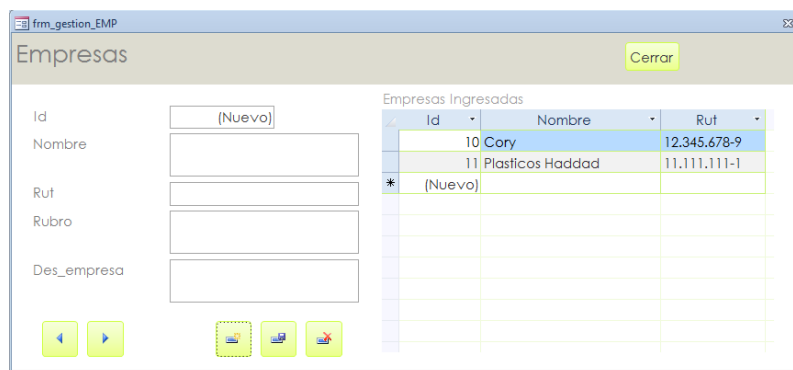 frm_gestion_EMP
Empresas
Cerrar
Id
(Nuevo)
Nombre
Rut
Rubro
Des_empresa
Empresas Ingresadas
Id Nombre Rut
10 Cory 12.345.678-9
11 Plasticos Haddad 11.111.111-1
* (Nuevo)